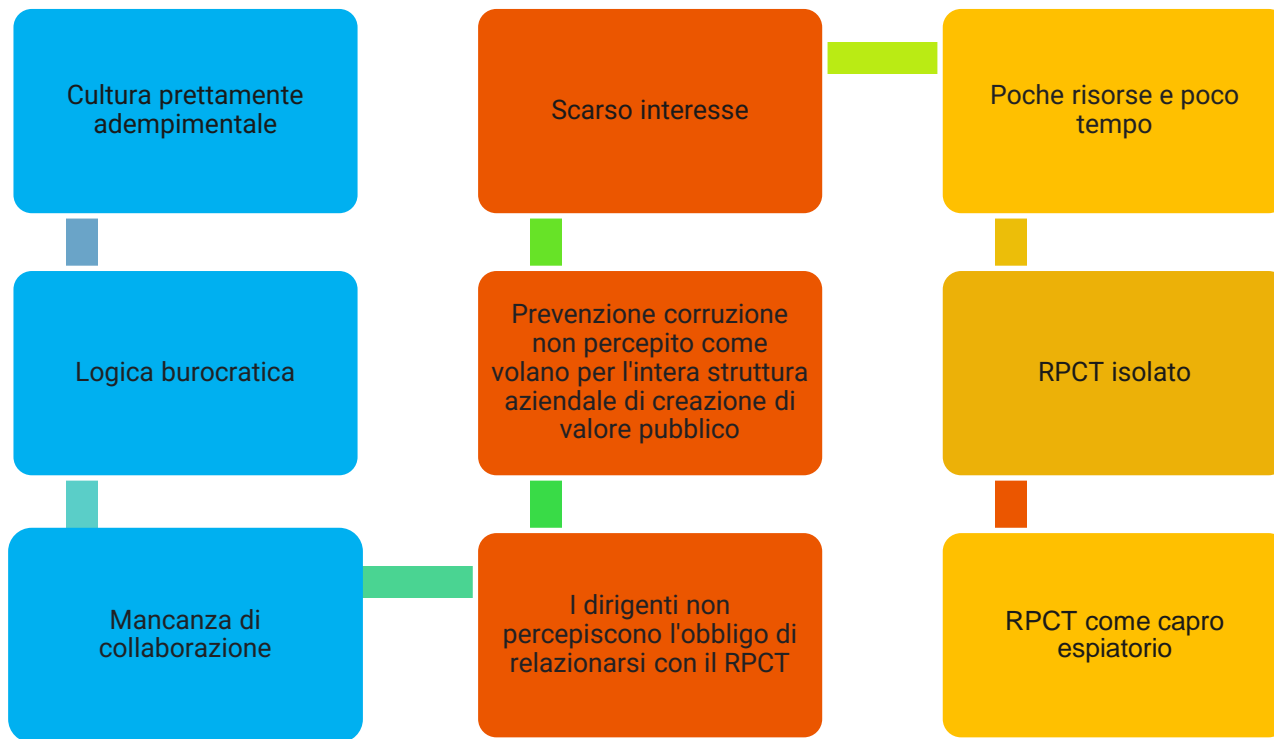 Cultura prettamente
adempimentale
Logica burocratica
Mancanza di
collaborazione
I dirigenti non
percepiscono l'obbligo di
relazionarsi con il RPCT
Prevenzione corruzione
non percepito come
volano per l'intera struttura
aziendale di creazione di
valore pubblico
Scarso interesse
Poche risorse e poco
tempo
RPCT isolato
RPCT come capro
espiatorio